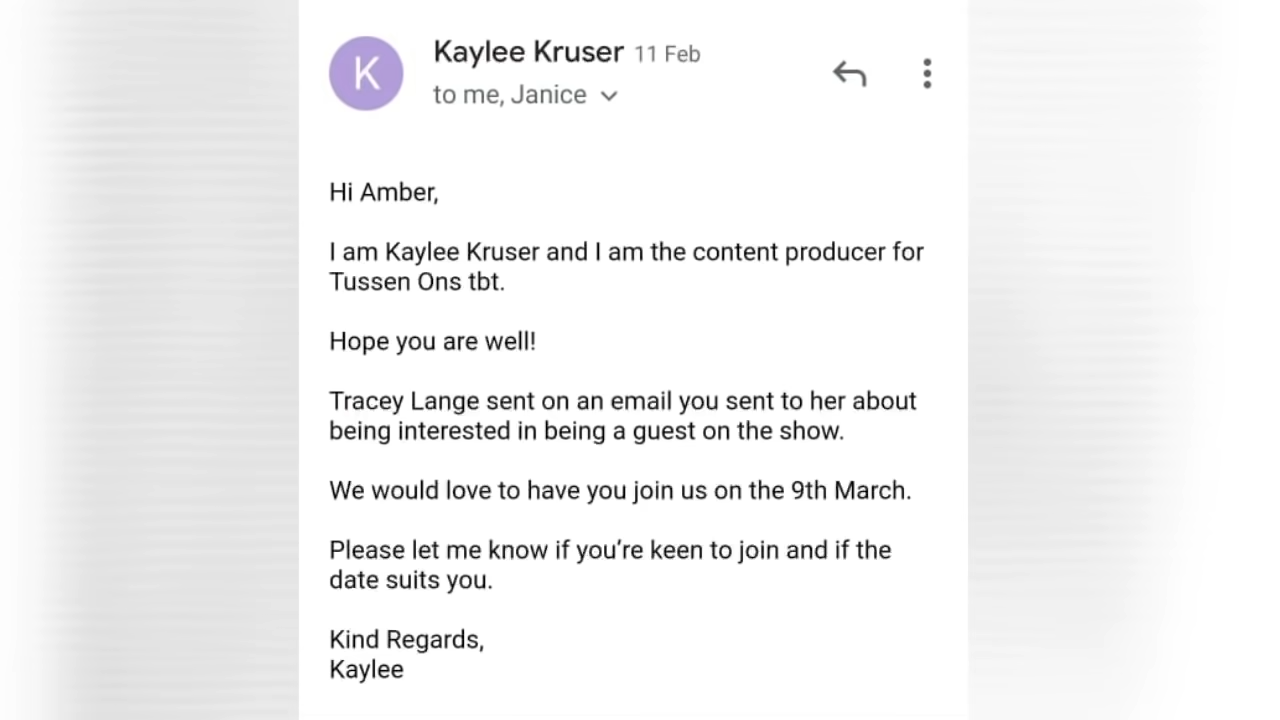 K
Kaylee Kruser 11 Feb
to me, Janice
Hi Amber,
I am Kaylee Kruser and I am the content producer for
Tussen Ons tbt.
Hope you are well!
Tracey Lange sent on an email you sent to her about
being interested in being a guest on the show.
We would love to have you join us on the 9th March.
Please let me know if you're keen to join and if the
date suits you.
Kind Regards,
Kaylee